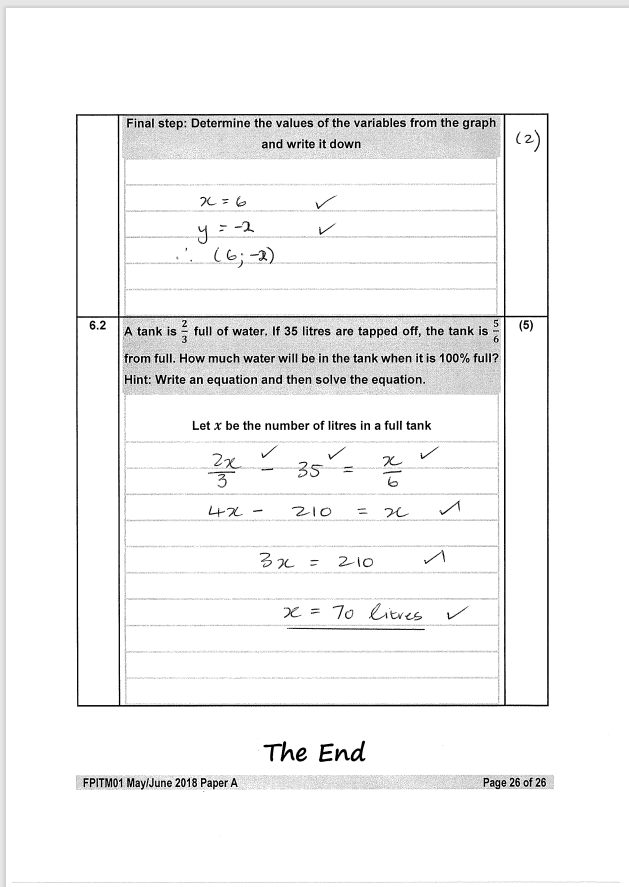 Final step: Determine the values of the variables from the graph
and write it down
(2)
x = 6 ✓
y = -2 ✓
∴ (6; -2)
6.2
A tank is 2/3 full of water. If 35 litres are tapped off, the tank is 5/6
from full. How much water will be in the tank when it is 100% full?
Hint: Write an equation and then solve the equation.
(5)
Let x be the number of litres in a full tank
2x/3 ✓ - 35 ✓ = x/6 ✓
4x - 210 = x ✓
3x = 210 ✓
x = 70 litres ✓
The End
FPITM01 May/June 2018 Paper A
Page 26 of 26